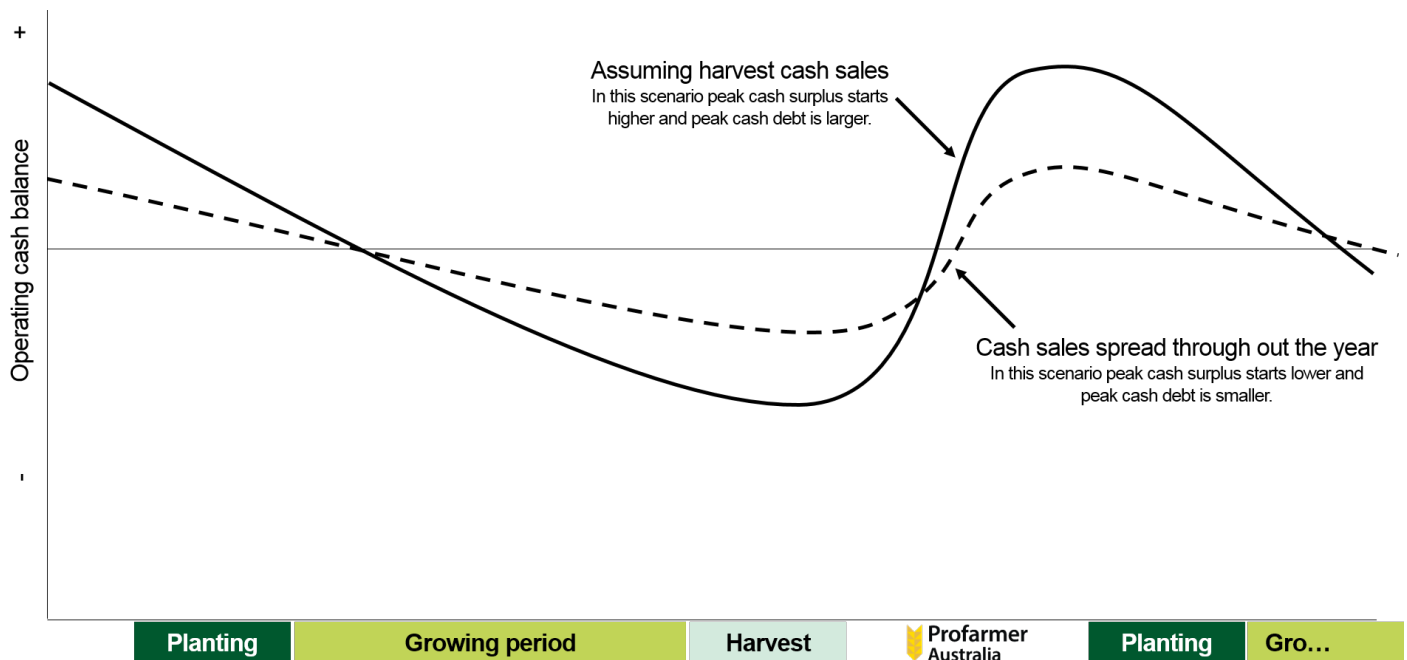 +
Operating cash balance
-
Assuming harvest cash sales
In this scenario peak cash surplus starts
higher and peak cash debt is larger.
Cash sales spread through out the year
In this scenario peak cash surplus starts lower and
peak cash debt is smaller.
Planting
Growing period
Harvest
Profarmer
Australia
Planting
Gro...